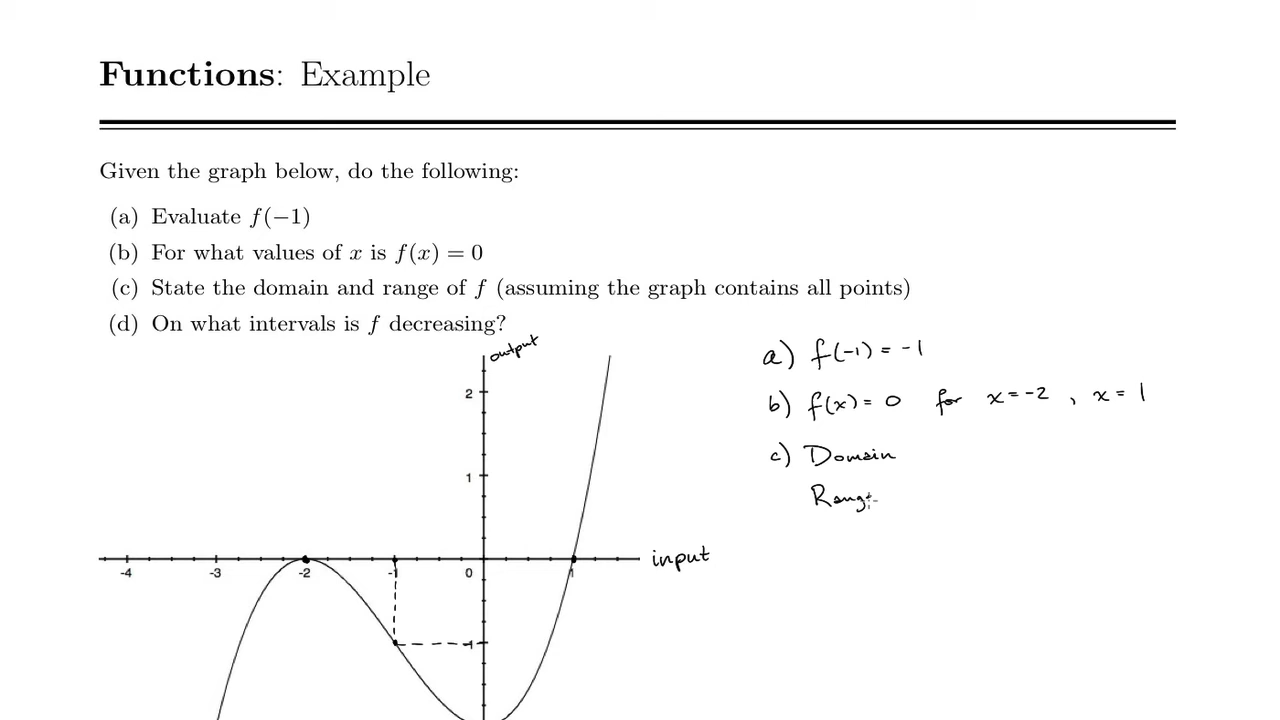 Functions: Example
Given the graph below, do the following:
(a) Evaluate f(−1)
(b) For what values of x is f(x) = 0
(c) State the domain and range of f (assuming the graph contains all points)
(d) On what intervals is f decreasing?
output
a) f(-1) = -1
b) f(x) = 0 for x = -2 , x = 1
c) Domain
Rang
2
1
input
-4 -3 -2 -1 0 1
-1